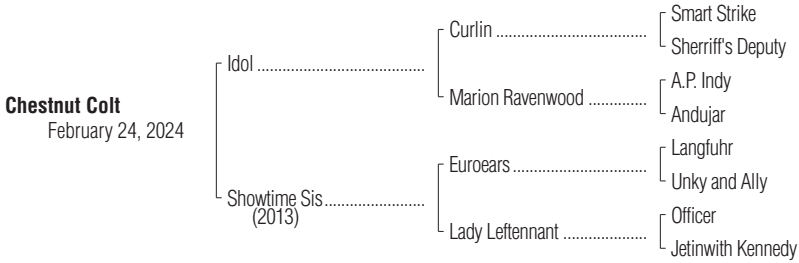 Smart Strike
Curlin ......................................
Sherriff's Deputy
Idol ..........................................
A.P. Indy
Marion Ravenwood ...............
Andujar
Chestnut Colt
February 24, 2024
Langfuhr
Euroears ..................................
Unky and Ally
Showtime Sis .........................
(2013)
Officer
Lady Leftennant .....................
Jetinwith Kennedy